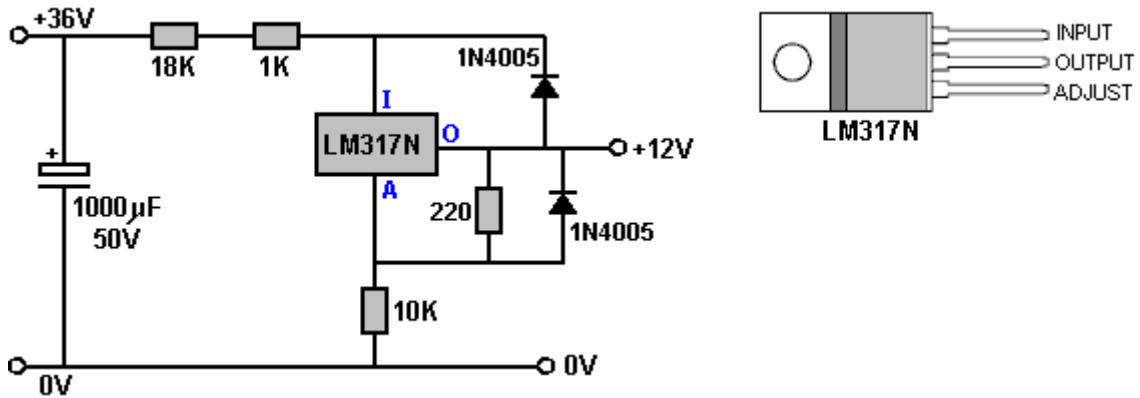 +36V
18K
1K
1N4005
I
LM317N
O
+12V
A
+
1000µF
50V
220
1N4005
10K
0V
0V
INPUT
OUTPUT
ADJUST
LM317N